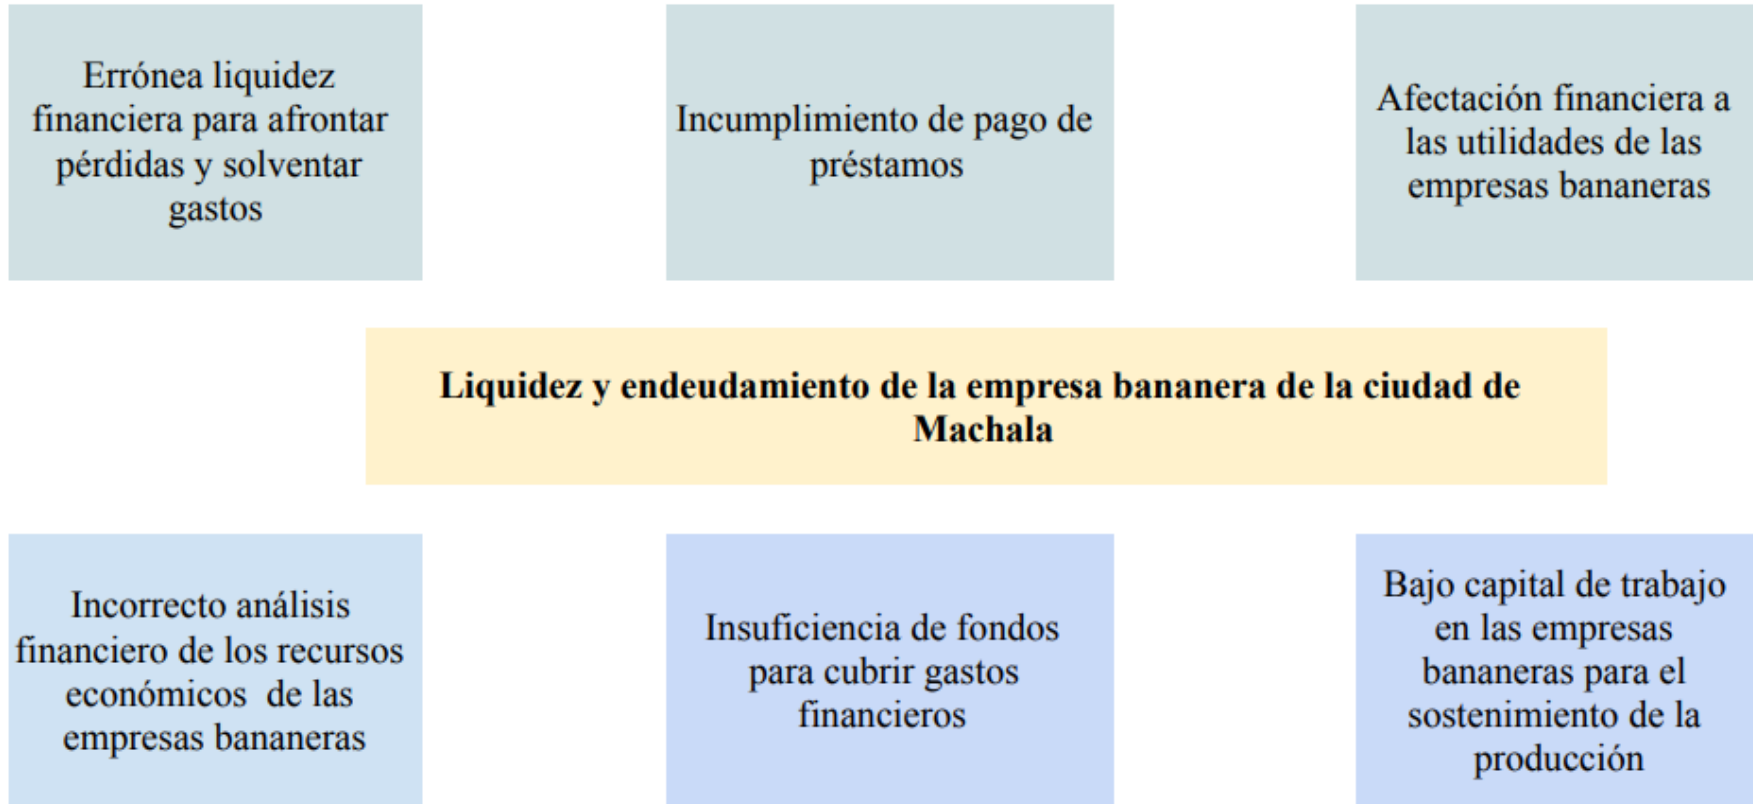 Errónea liquidez
financiera para afrontar
pérdidas y solventar
gastos
Incumplimiento de pago de
préstamos
Afectación financiera a
las utilidades de las
empresas bananeras
Liquidez y endeudamiento de la empresa bananera de la ciudad de
Machala
Incorrecto análisis
financiero de los recursos
económicos de las
empresas bananeras
Insuficiencia de fondos
para cubrir gastos
financieros
Bajo capital de trabajo
en las empresas
bananeras para el
sostenimiento de la
producción